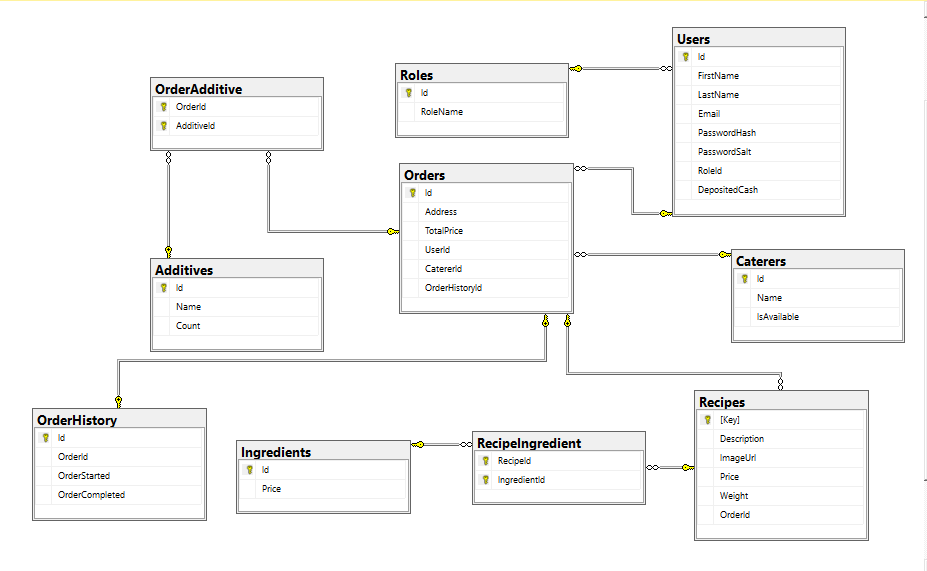 OrderAdditive
OrderId
AdditiveId
Roles
Id
RoleName
Users
Id
FirstName
LastName
Email
PasswordHash
PasswordSalt
RoleId
DepositedCash
Orders
Id
Address
TotalPrice
UserId
CatererId
OrderHistoryId
Additives
Id
Name
Count
Caterers
Id
Name
IsAvailable
OrderHistory
Id
OrderId
OrderStarted
OrderCompleted
Ingredients
Id
Price
RecipeIngredient
RecipeId
IngredientId
Recipes
[Key]
Description
ImageUrl
Price
Weight
OrderId